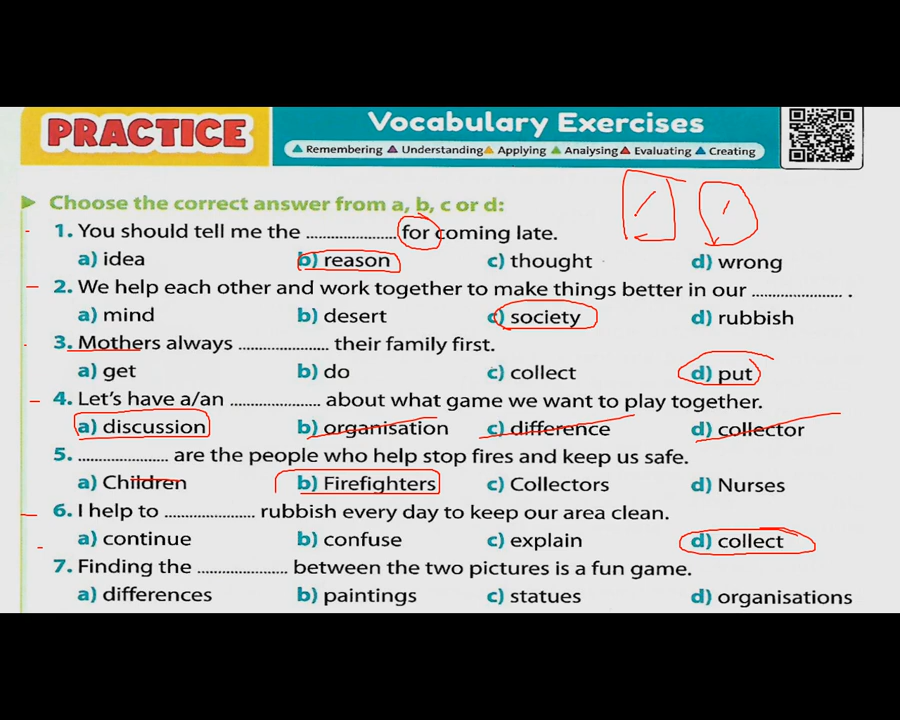 PRACTICE
Vocabulary Exercises
Remembering Understanding Applying Analysing Evaluating Creating
Choose the correct answer from a, b, c or d:
1. You should tell me the .................... for coming late.
a) idea b) reason c) thought d) wrong
2. We help each other and work together to make things better in our .................... .
a) mind b) desert c) society d) rubbish
3. Mothers always .................... their family first.
a) get b) do c) collect d) put
4. Let's have a/an .................... about what game we want to play together.
a) discussion b) organisation c) difference d) collector
5. .................... are the people who help stop fires and keep us safe.
a) Children b) Firefighters c) Collectors d) Nurses
6. I help to .................... rubbish every day to keep our area clean.
a) continue b) confuse c) explain d) collect
7. Finding the .................... between the two pictures is a fun game.
a) differences b) paintings c) statues d) organisations